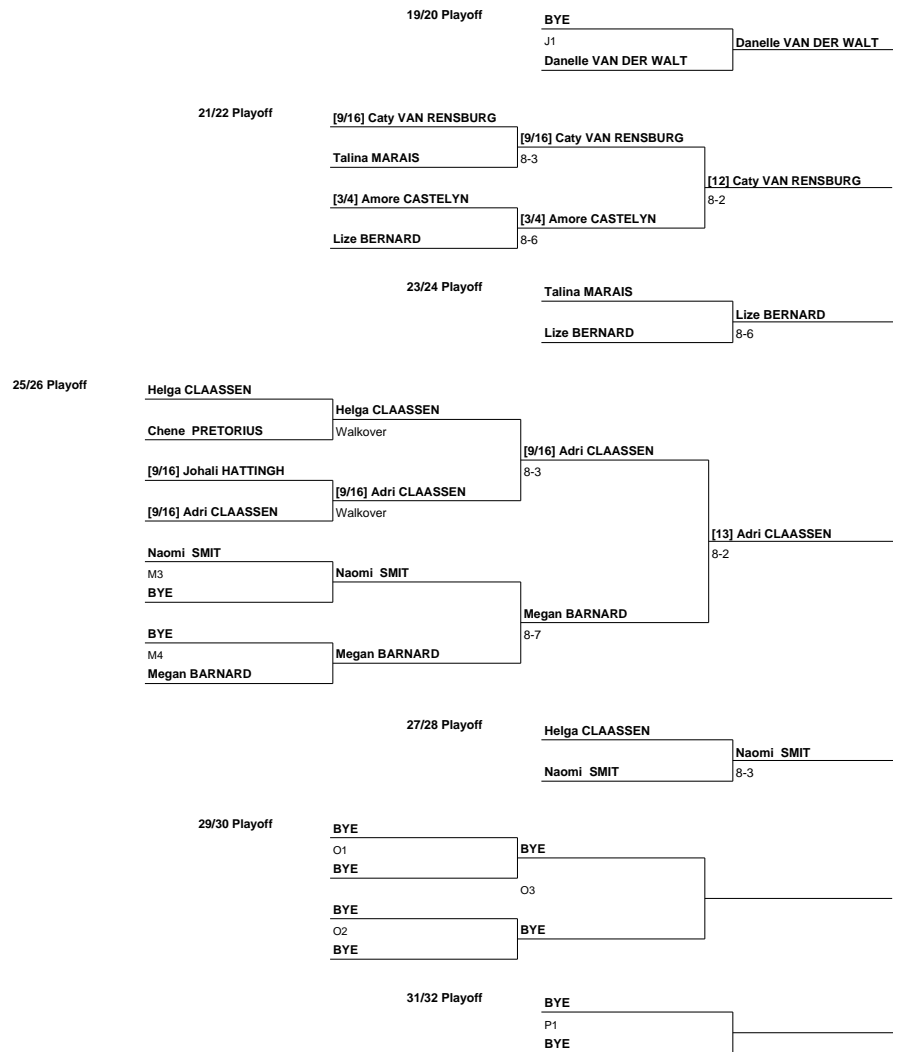 19/20 Playoff
BYE
J1
Danelle VAN DER WALT
Danelle VAN DER WALT
21/22 Playoff
[9/16] Caty VAN RENSBURG
[9/16] Caty VAN RENSBURG
Talina MARAIS
8-3
[12] Caty VAN RENSBURG
[3/4] Amore CASTELYN
8-2
[3/4] Amore CASTELYN
Lize BERNARD
8-6
23/24 Playoff
Talina MARAIS
Lize BERNARD
Lize BERNARD
8-6
25/26 Playoff
Helga CLAASSEN
Helga CLAASSEN
Chene PRETORIUS
Walkover
[9/16] Adri CLAASSEN
[9/16] Johali HATTINGH
8-3
[9/16] Adri CLAASSEN
[9/16] Adri CLAASSEN
Walkover
[13] Adri CLAASSEN
Naomi SMIT
8-2
M3
Naomi SMIT
BYE
Megan BARNARD
BYE
8-7
M4
Megan BARNARD
Megan BARNARD
27/28 Playoff
Helga CLAASSEN
Naomi SMIT
Naomi SMIT
8-3
29/30 Playoff
BYE
O1
BYE
BYE
O3
BYE
O2
BYE
BYE
31/32 Playoff
BYE
P1
BYE